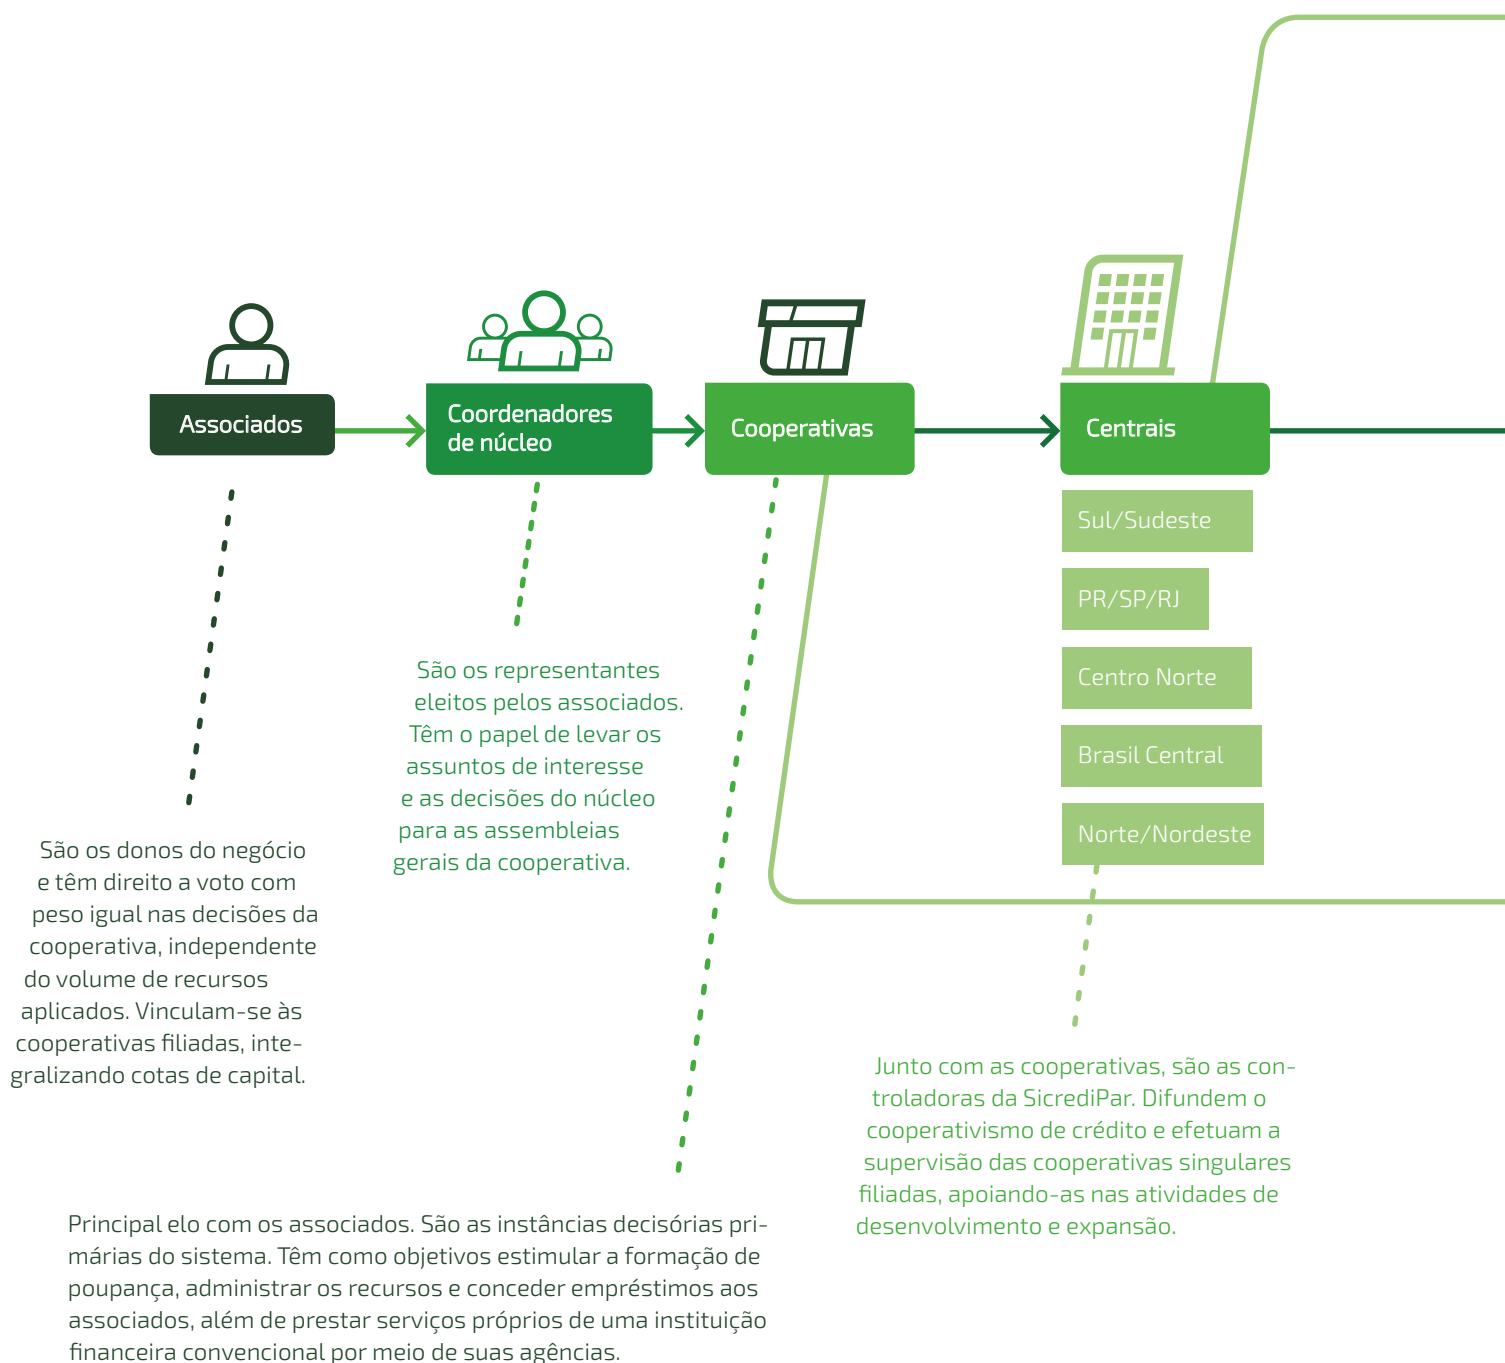 Associados
Coordenadores
de núcleo
Cooperativas
Centrais
Sul/Sudeste
PR/SP/RJ
Centro Norte
Brasil Central
Norte/Nordeste
São os donos do negócio
e têm direito a voto com
peso igual nas decisões da
cooperativa, independente
do volume de recursos
aplicados. Vinculam-se às
cooperativas filiadas, inte-
gralizando cotas de capital.
São os representantes
eleitos pelos associados.
Têm o papel de levar os
assuntos de interesse
e as decisões do núcleo
para as assembleias
gerais da cooperativa.
Principal elo com os associados. São as instâncias decisórias pri-
márias do sistema. Têm como objetivos estimular a formação de
poupança, administrar os recursos e conceder empréstimos aos
associados, além de prestar serviços próprios de uma instituição
financeira convencional por meio de suas agências.
Junto com as cooperativas, são as con-
troladoras da SicrediPar. Difundem o
cooperativismo de crédito e efetuam a
supervisão das cooperativas singulares
filiadas, apoiando-as nas atividades de
desenvolvimento e expansão.